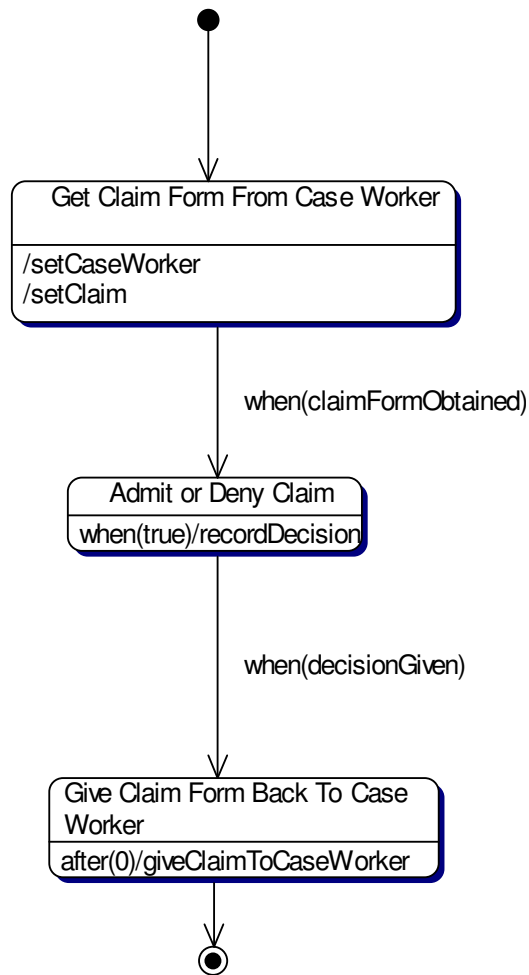 Get Claim Form From Case Worker
/setCaseWorker
/setClaim
when(claimFormObtained)
Admit or Deny Claim
when(true)/recordDecision
when(decisionGiven)
Give Claim Form Back To Case
Worker
after(0)/giveClaimToCaseWorker